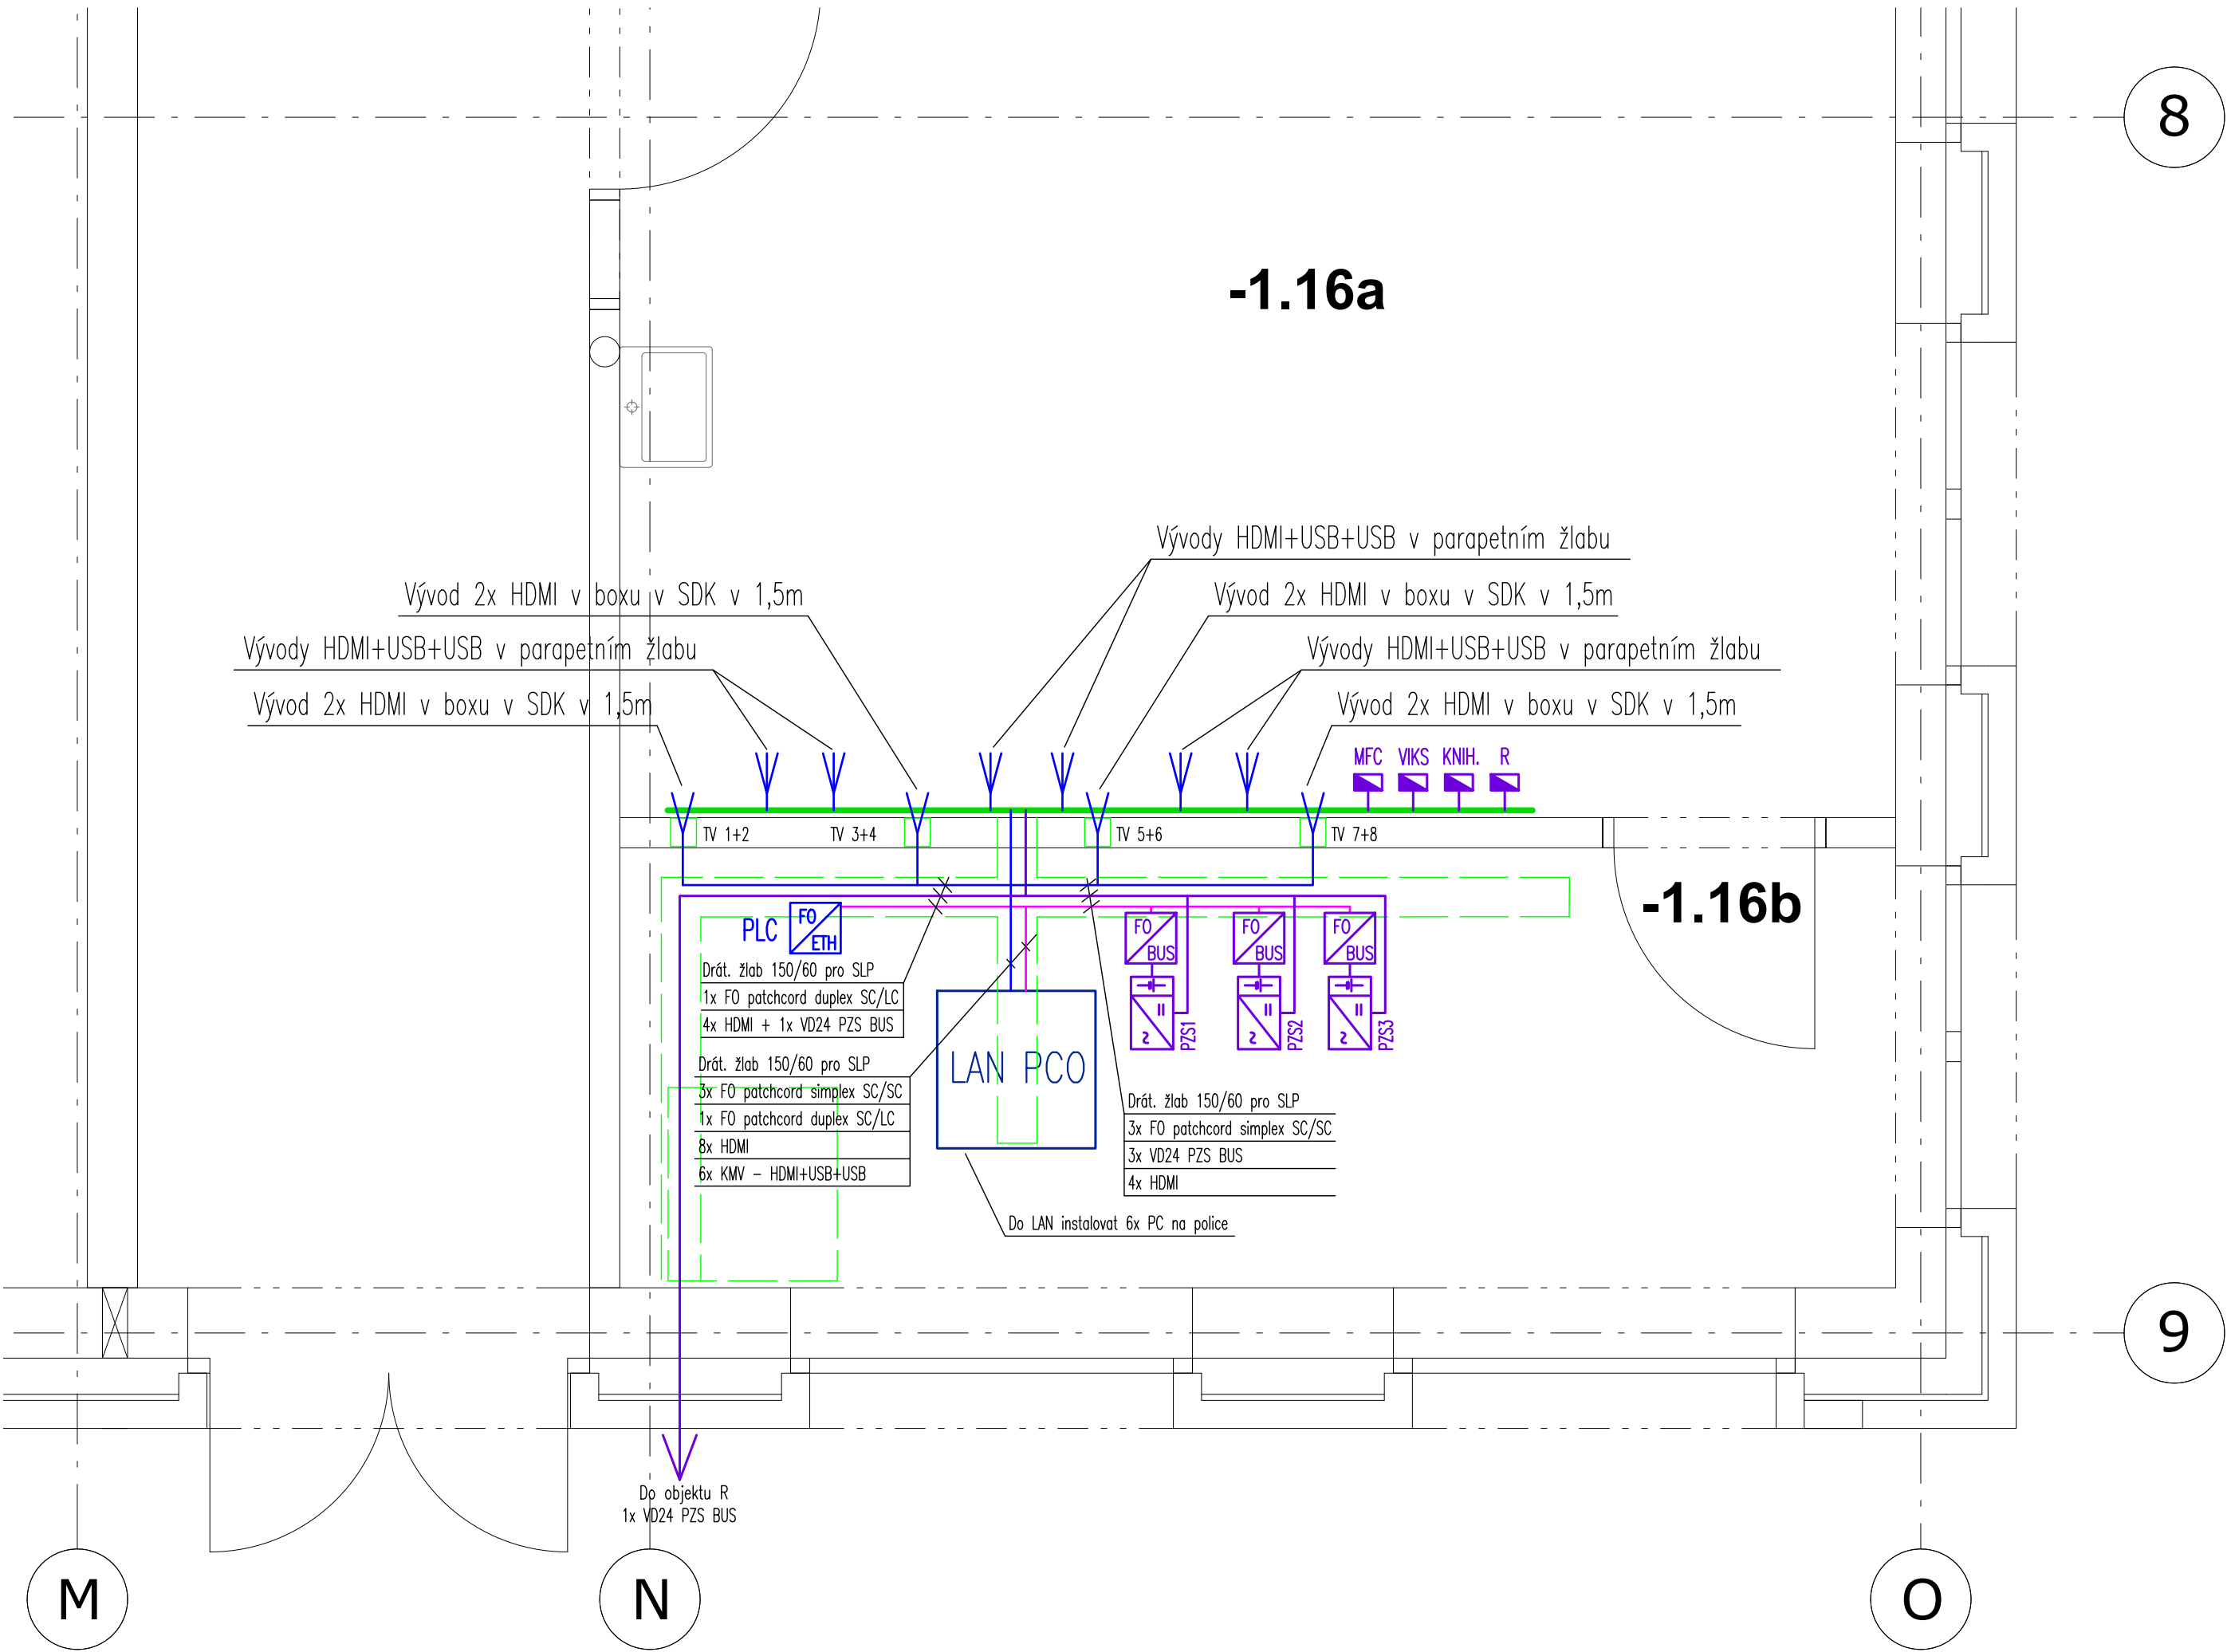 8
-1.16a
Vývody HDMI+USB+USB v parapetním žlabu
Vývod 2x HDMI v boxu v SDK v 1,5m
Vývod 2x HDMI v boxu v SDK v 1,5m
Vývody HDMI+USB+USB v parapetním žlabu
Vývody HDMI+USB+USB v parapetním žlabu
Vývod 2x HDMI v boxu v SDK v 1,5m
Vývod 2x HDMI v boxu v SDK v 1,5m
MFC VIKS KNIH. R
TV 1+2 TV 3+4 TV 5+6 TV 7+8
-1.16b
PLC
FO
ETH
FO
BUS
FO
BUS
FO
BUS
Drát. žlab 150/60 pro SLP
1x FO patchcord duplex SC/LC
4x HDMI + 1x VD24 PZS BUS
PZS1
PZS2
PZS3
LAN PCO
Drát. žlab 150/60 pro SLP
3x FO patchcord simplex SC/SC
1x FO patchcord duplex SC/LC
8x HDMI
6x KMV - HDMI+USB+USB
Drát. žlab 150/60 pro SLP
3x FO patchcord simplex SC/SC
3x VD24 PZS BUS
4x HDMI
Do LAN instalovat 6x PC na police
9
Do objektu R
1x VD24 PZS BUS
M
N
O